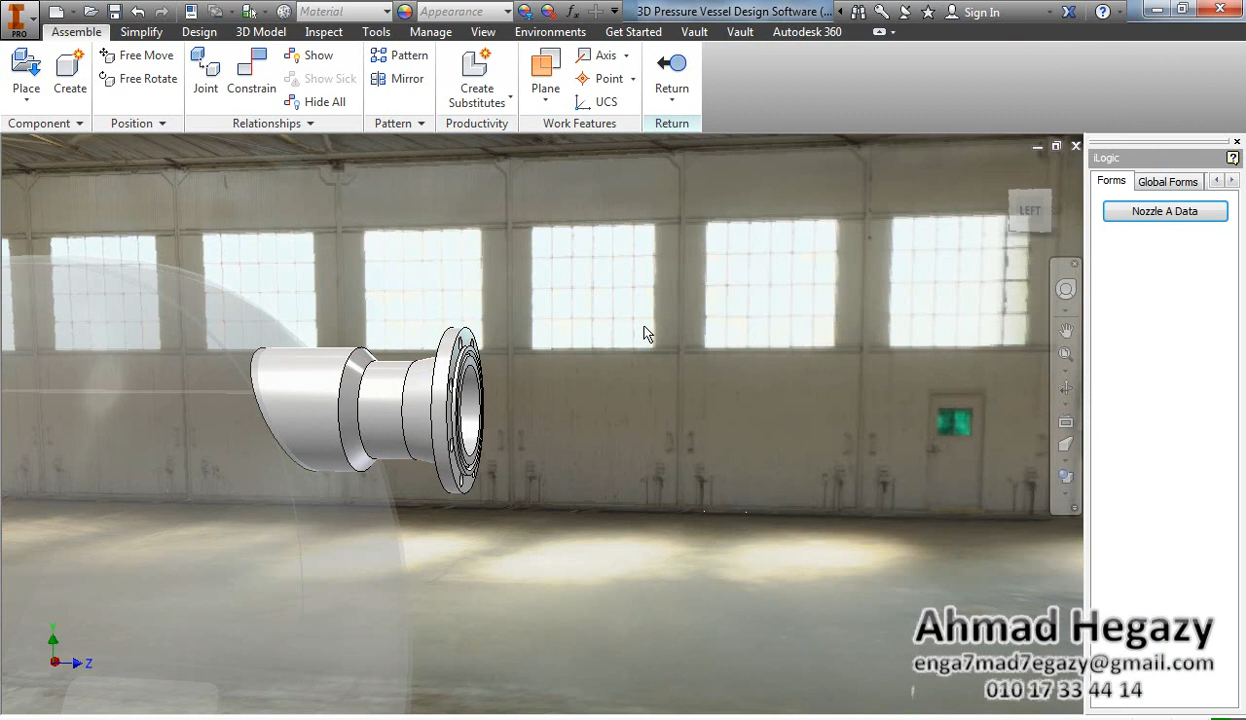 PRO
Material
Appearance
fx
3D Pressure Vessel Design Software (...
Sign In
Assemble Simplify Design 3D Model Inspect Tools Manage View Environments Get Started Vault Vault Autodesk 360
Place
Create
Free Move
Free Rotate
Joint
Constrain
Show
Show Sick
Hide All
Pattern
Mirror
Create
Substitutes
Plane
Axis
Point
UCS
Return
Component Position Relationships Pattern Productivity Work Features Return
iLogic
Forms Global Forms
Nozzle A Data
LEFT
Y
Z
Ahmad Hegazy
enga7mad7egazy@gmail.com
010 17 33 44 14